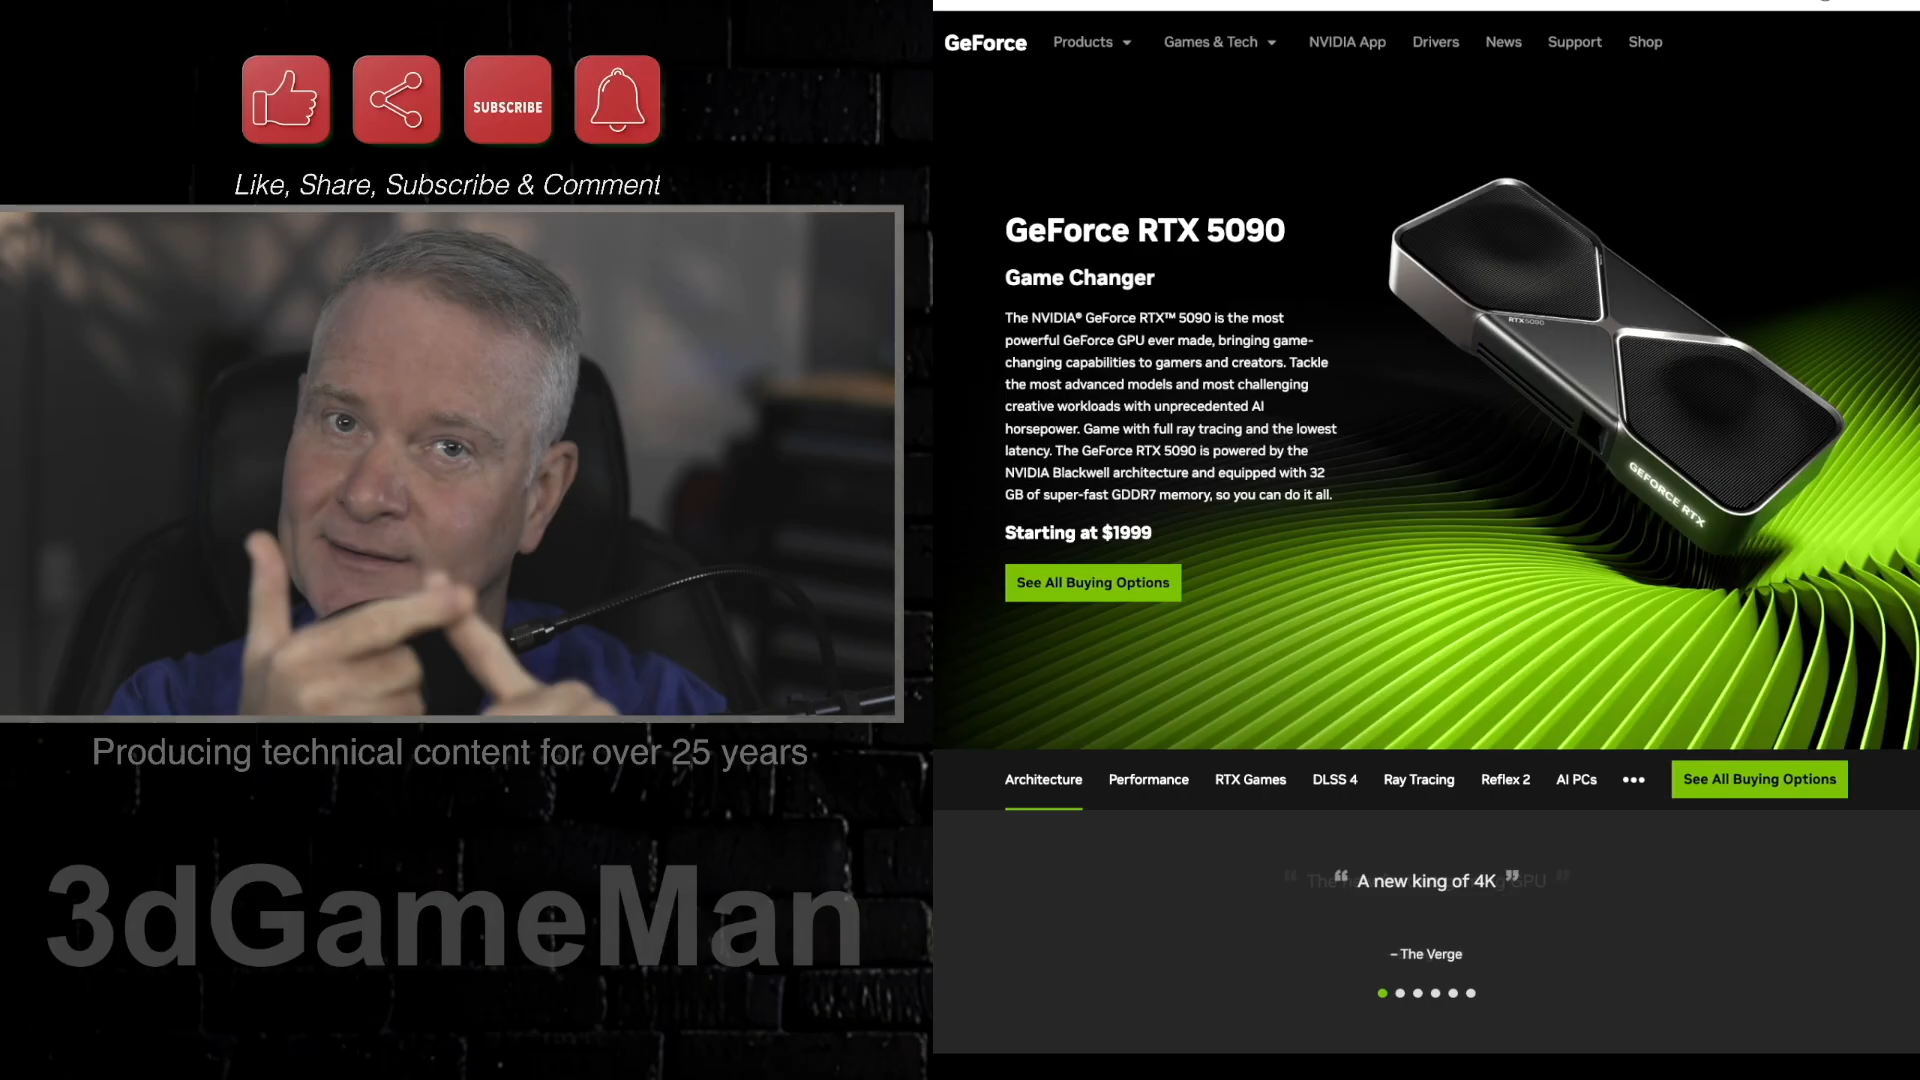 SUBSCRIBE
Like, Share, Subscribe & Comment
Producing technical content for over 25 years
3dGameMan
GeForce
Products
Games & Tech
NVIDIA App
Drivers
News
Support
Shop
GeForce RTX 5090
Game Changer
The NVIDIA® GeForce RTX™ 5090 is the most
powerful GeForce GPU ever made, bringing game-
changing capabilities to gamers and creators. Tackle
the most advanced models and most challenging
creative workloads with unprecedented AI
horsepower. Game with full ray tracing and the lowest
latency. The GeForce RTX 5090 is powered by the
NVIDIA Blackwell architecture and equipped with 32
GB of super-fast GDDR7 memory, so you can do it all.
Starting at $1999
See All Buying Options
RTX 5090
GEFORCE RTX
Architecture
Performance
RTX Games
DLSS 4
Ray Tracing
Reflex 2
AI PCs
•••
See All Buying Options
“ A new king of 4K ”
– The Verge